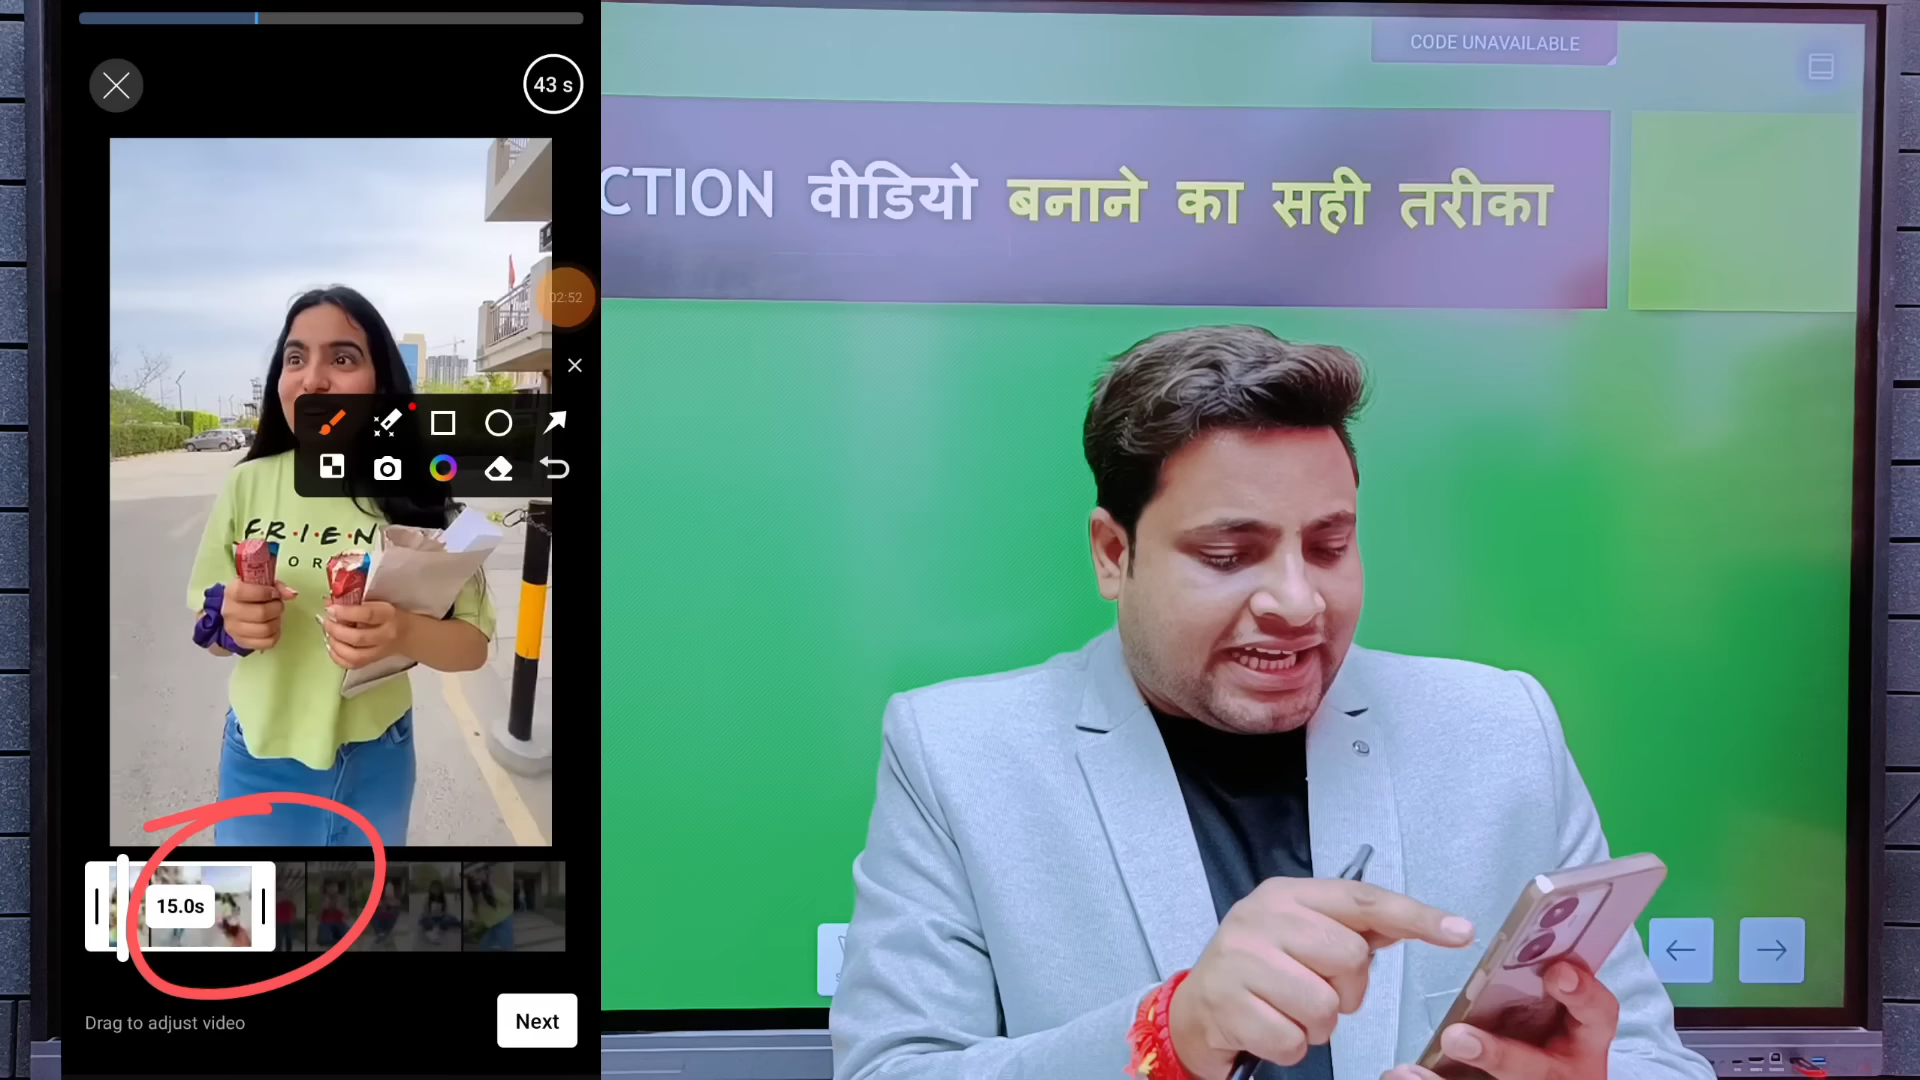 43 s
02:52
F.R.I.E.N
O R
15.0s
Drag to adjust video
Next
CODE UNAVAILABLE
CTION वीडियो बनाने का सही तरीका